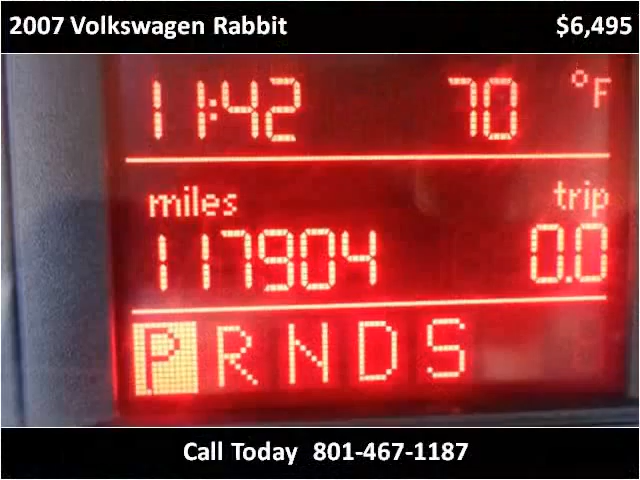 2007 Volkswagen Rabbit $6,495
11:42 70 °F
miles trip
117904 0.0
P R N D S
Call Today 801-467-1187